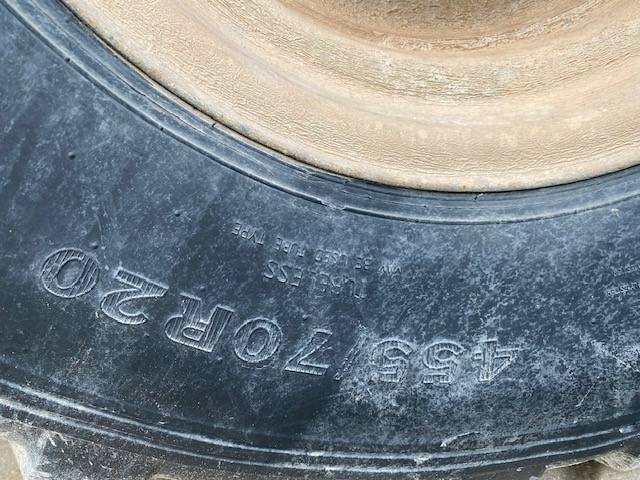 455/70R20
TUBELESS
MAY BE USED TUBE TYPE